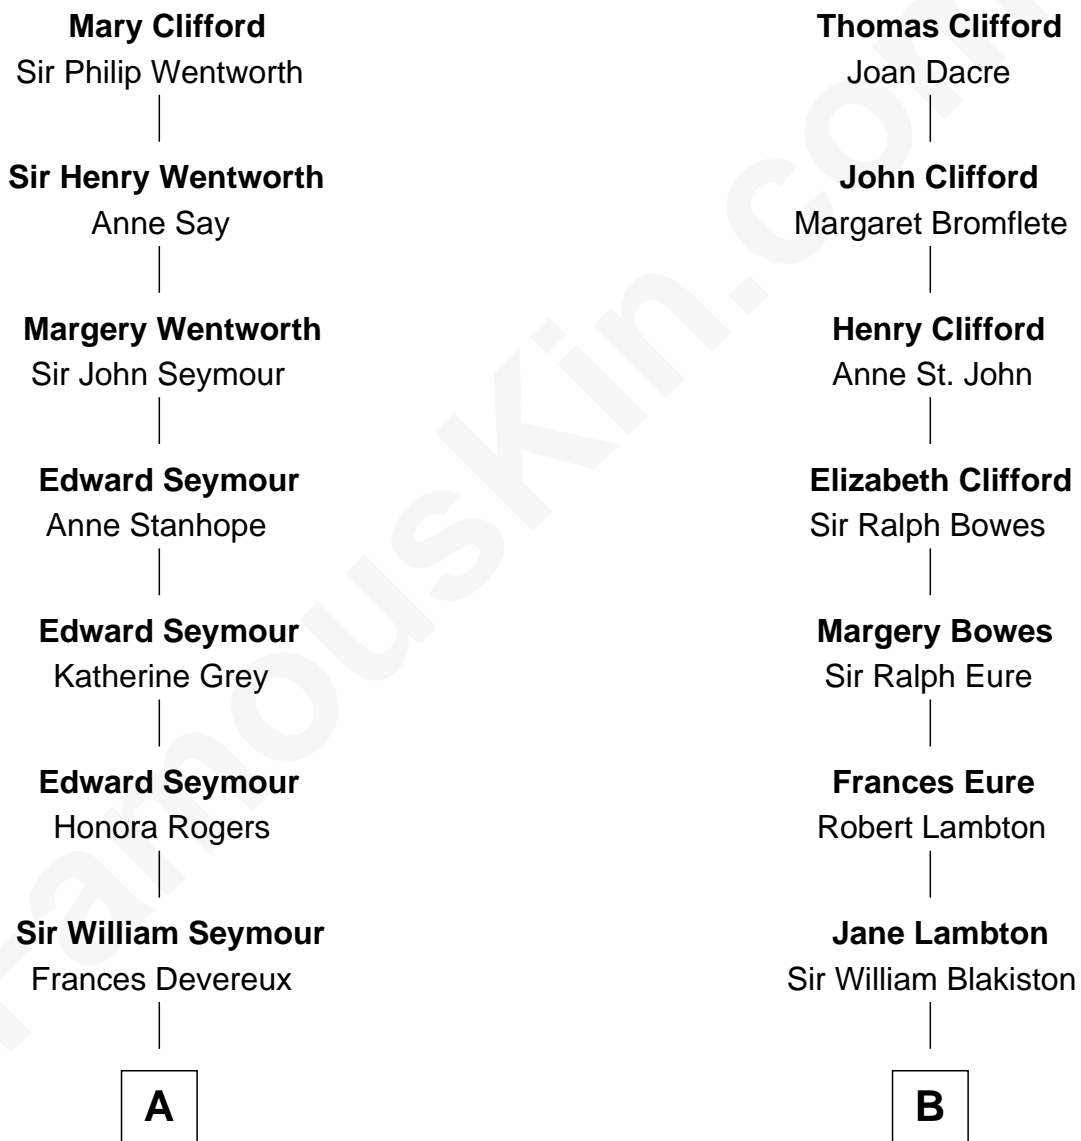 Mary Clifford
Sir Philip Wentworth
Sir Henry Wentworth
Anne Say
Margery Wentworth
Sir John Seymour
Edward Seymour
Anne Stanhope
Edward Seymour
Katherine Grey
Edward Seymour
Honora Rogers
Sir William Seymour
Frances Devereux
A
Thomas Clifford
Joan Dacre
John Clifford
Margaret Bromflete
Henry Clifford
Anne St. John
Elizabeth Clifford
Sir Ralph Bowes
Margery Bowes
Sir Ralph Eure
Frances Eure
Robert Lambton
Jane Lambton
Sir William Blakiston
B
FamousKin.com